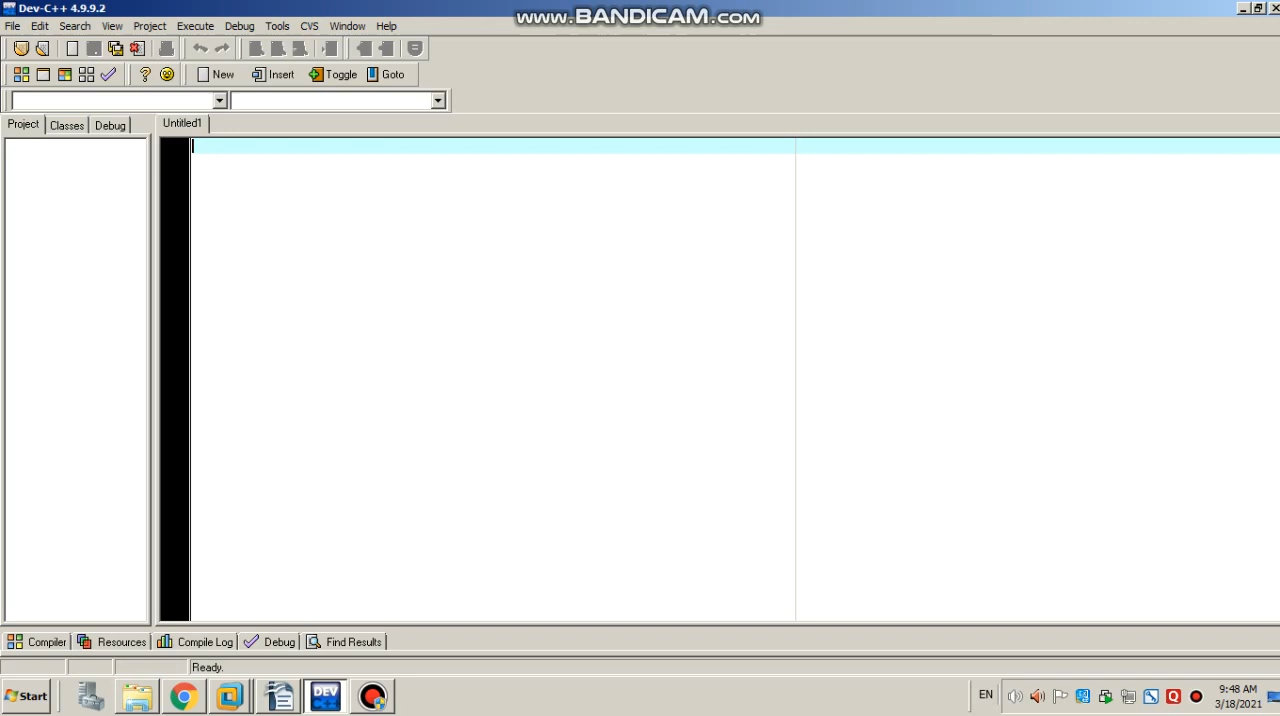 Dev-C++ 4.9.9.2
www.BANDICAM.com
File Edit Search View Project Execute Debug Tools CVS Window Help
New Insert Toggle Goto
Project Classes Debug
Untitled1
Compiler Resources Compile Log Debug Find Results
Ready.
Start
DEV
EN
9:48 AM
3/18/2021